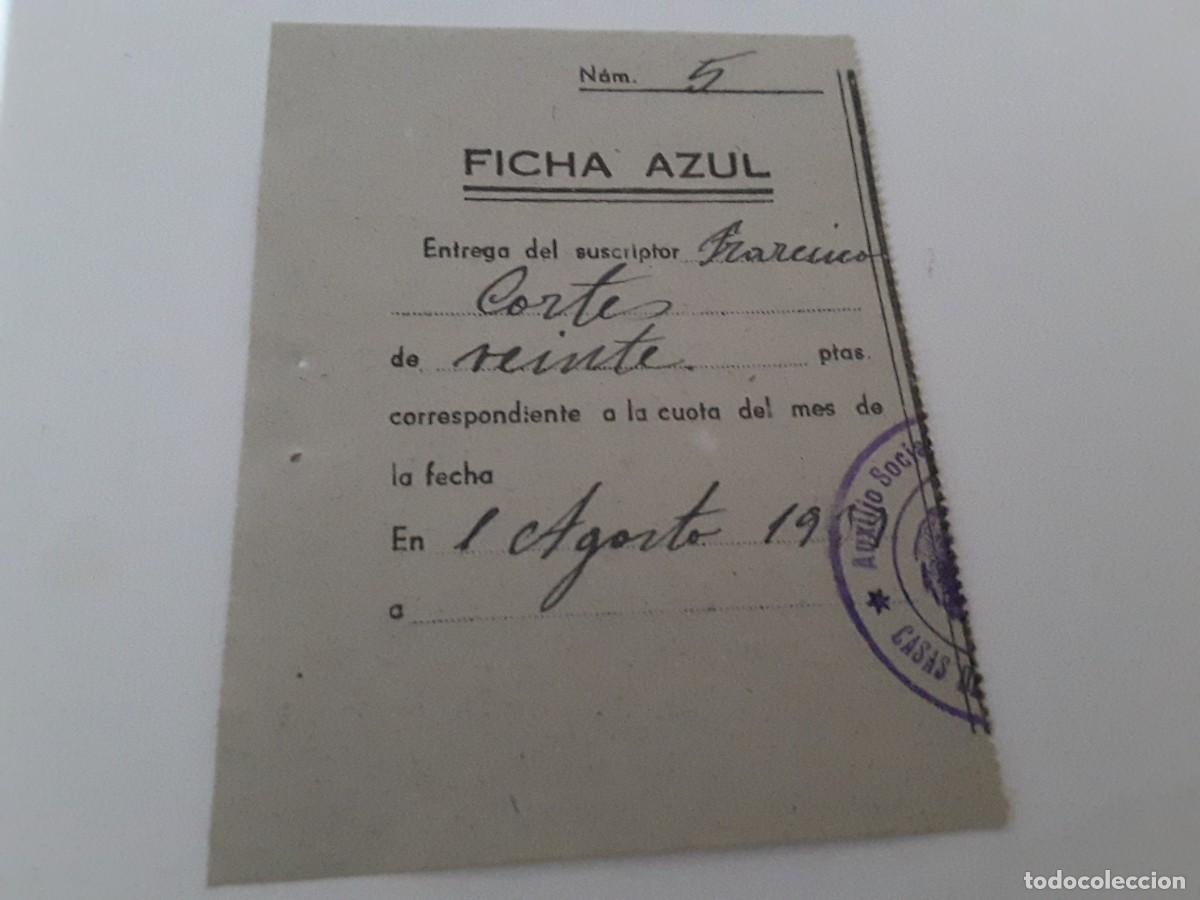 Núm. 5
FICHA AZUL
Entrega del suscriptor Francisco
Cortes
de veinte. ptas.
correspondiente a la cuota del mes de
la fecha
En 1 Agosto 19
a
Auxilio Socia
CASAS
todocoleccion